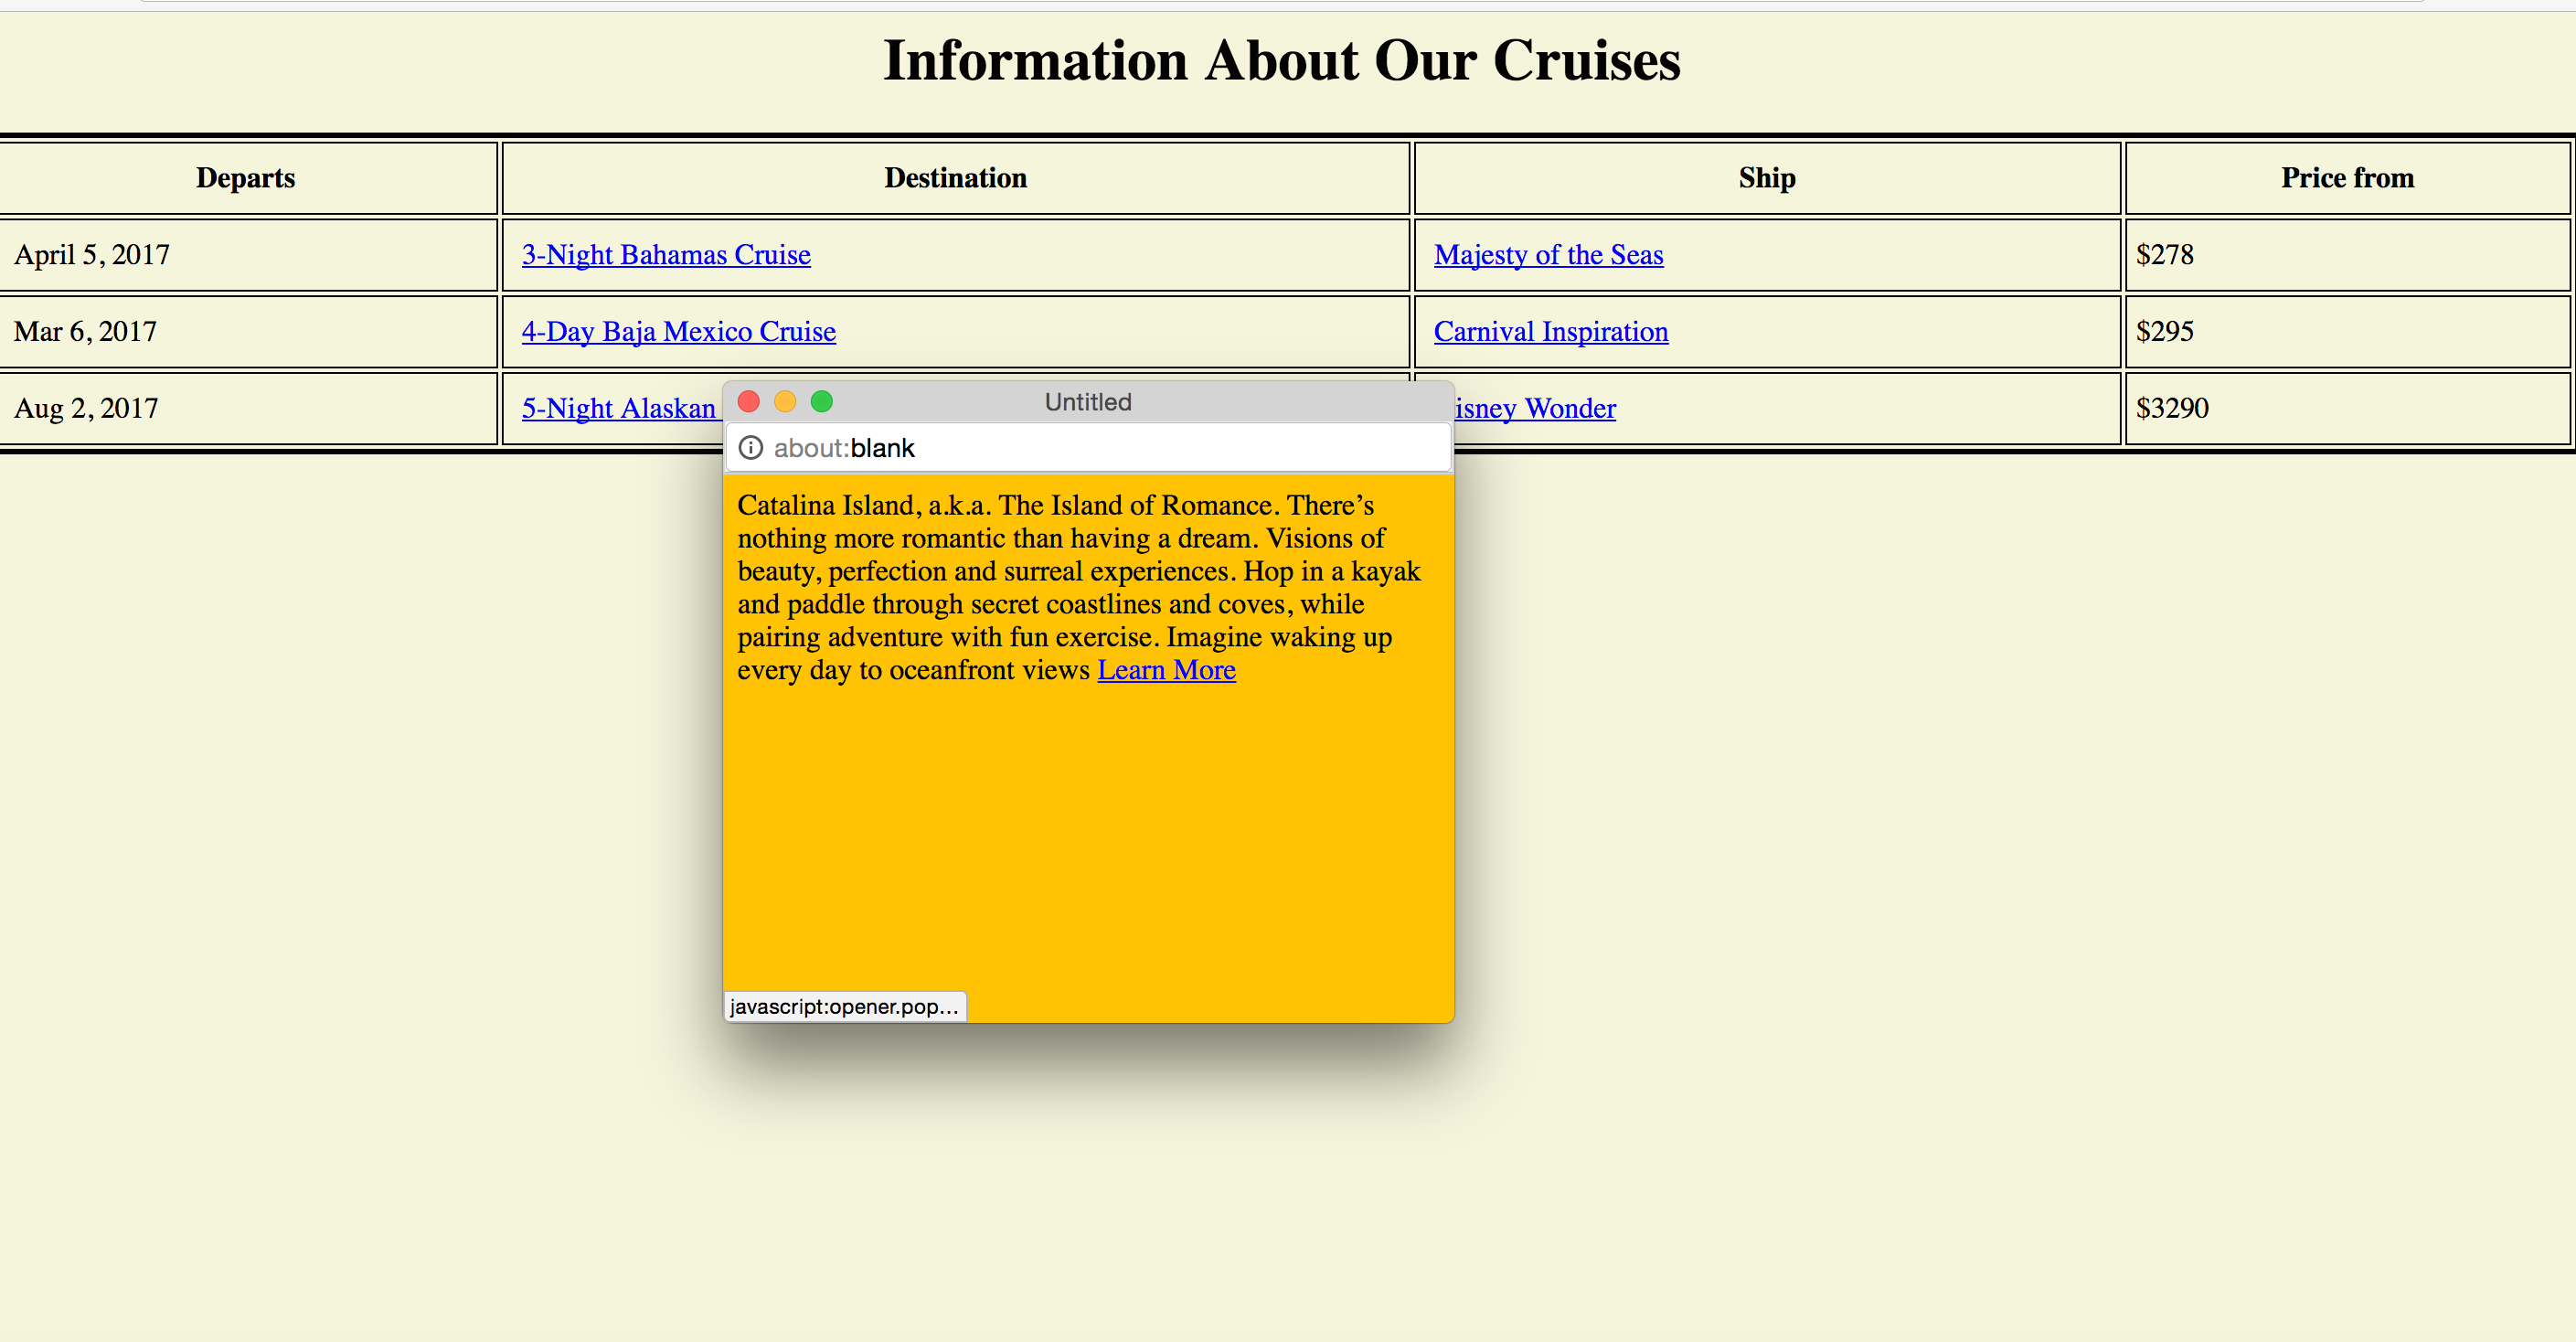 Information About Our Cruises
Departs Destination Ship Price from
April 5, 2017 3-Night Bahamas Cruise Majesty of the Seas $278
Mar 6, 2017 4-Day Baja Mexico Cruise Carnival Inspiration $295
Aug 2, 2017 5-Night Alaskan isney Wonder $3290
Untitled
about:blank
Catalina Island, a.k.a. The Island of Romance. There’s
nothing more romantic than having a dream. Visions of
beauty, perfection and surreal experiences. Hop in a kayak
and paddle through secret coastlines and coves, while
pairing adventure with fun exercise. Imagine waking up
every day to oceanfront views Learn More
javascript:opener.pop...